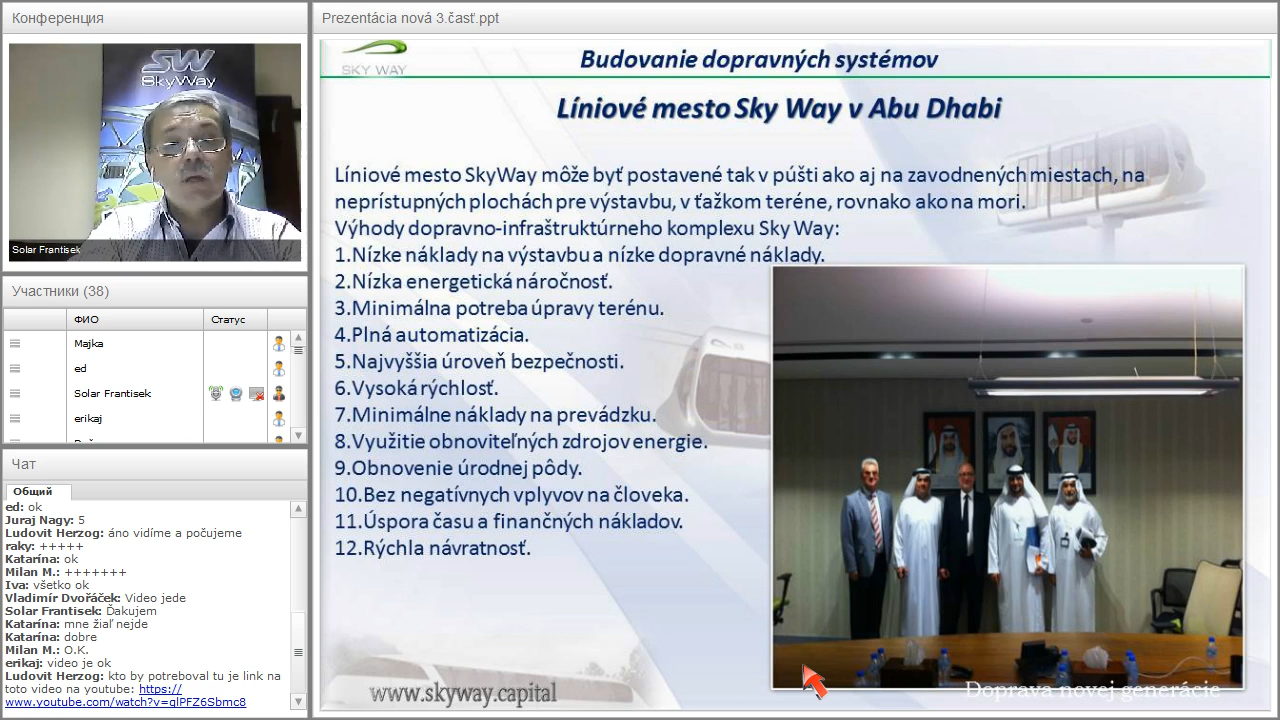 Конференция
SW
SkyWay
Solar Frantisek
Участники (38)
ФИО
Статус
Majka
ed
Solar Frantisek
erikaj
Чат
Общий
ed: ok
Juraj Nagy: 5
Ludovit Herzog: áno vidíme a počujeme
raky: +++++
Katarína: ok
Milan M.: +++++++
Iva: všetko ok
Vladimír Dvořáček: Video jede
Solar Frantisek: Ďakujem
Katarína: mne žiaľ nejde
Katarína: dobre
Milan M.: O.K.
erikaj: video je ok
Ludovit Herzog: kto by potreboval tu je link na
toto video na youtube: https://
www.youtube.com/watch?v=qlPFZ6Sbmc8
Prezentácia nová 3.časť.ppt
SKY WAY
Budovanie dopravných systémov
Líniové mesto Sky Way v Abu Dhabi
Líniové mesto SkyWay môže byť postavené tak v púšti ako aj na zavodnených miestach, na
neprístupných plochách pre výstavbu, v ťažkom teréne, rovnako ako na mori.
Výhody dopravno-infraštruktúrneho komplexu Sky Way:
1.Nízke náklady na výstavbu a nízke dopravné náklady.
2.Nízka energetická náročnosť.
3.Minimálna potreba úpravy terénu.
4.Plná automatizácia.
5.Najvyššia úroveň bezpečnosti.
6.Vysoká rýchlosť.
7.Minimálne náklady na prevádzku.
8.Využitie obnoviteľných zdrojov energie.
9.Obnovenie úrodnej pôdy.
10.Bez negatívnych vplyvov na človeka.
11.Úspora času a finančných nákladov.
12.Rýchla návratnosť.
www.skyway.capital
Doprava novej generácie